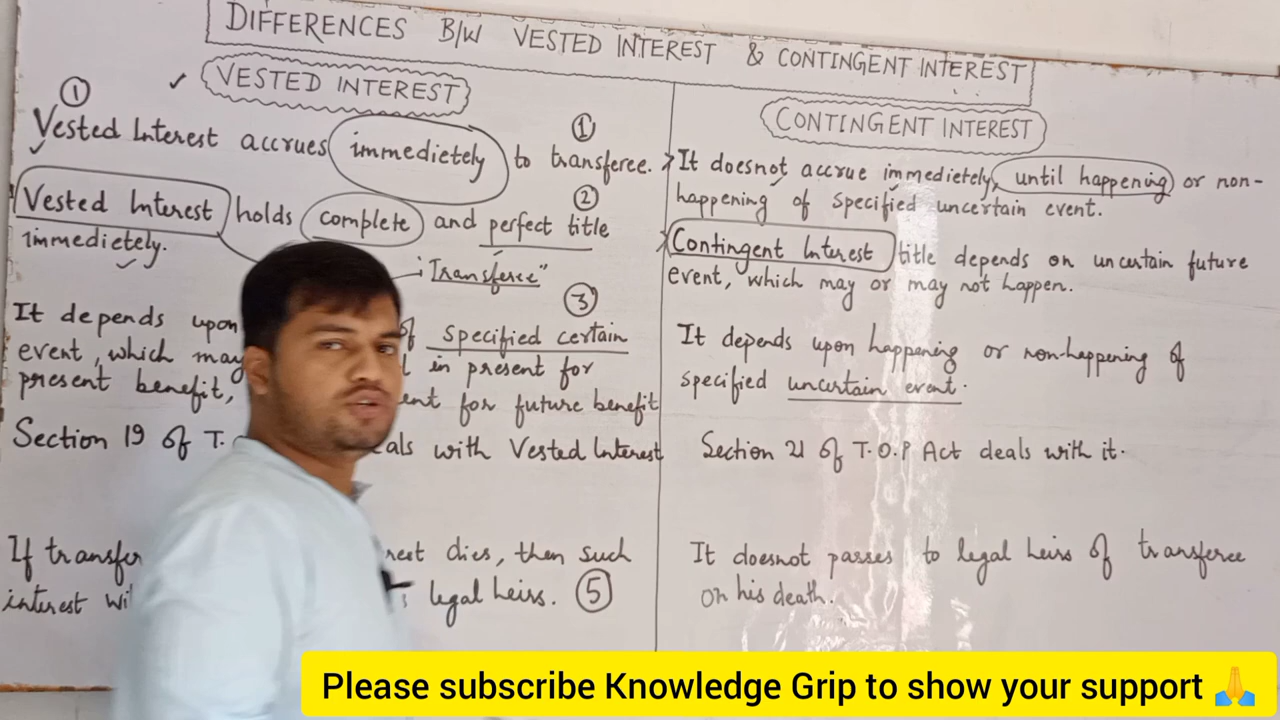 DIFFERENCES B/W VESTED INTEREST & CONTINGENT INTEREST
✓ VESTED INTEREST
①
Vested Interest accrues immedietely to transferee. ①
Vested Interest holds complete and perfect title ②
immedietely.
"Transferee"
③
It depends upon of specified certain
event, which may in present for
present benefit, for future benefit
Section 19 of T. with Vested Interest
If dies, then such
interest legal heirs. ⑤
CONTINGENT INTEREST
It doesnot accrue immedietely, until happening or non-
happening of specified uncertain event.
Contingent Interest title depends on uncertain future
event, which may or may not happen.
It depends upon happening or non-happening of
specified uncertain event.
Section 21 of T.O.P Act deals with it.
It doesnot passes to legal heirs of transferee
on his death.
Please subscribe Knowledge Grip to show your support 🙏